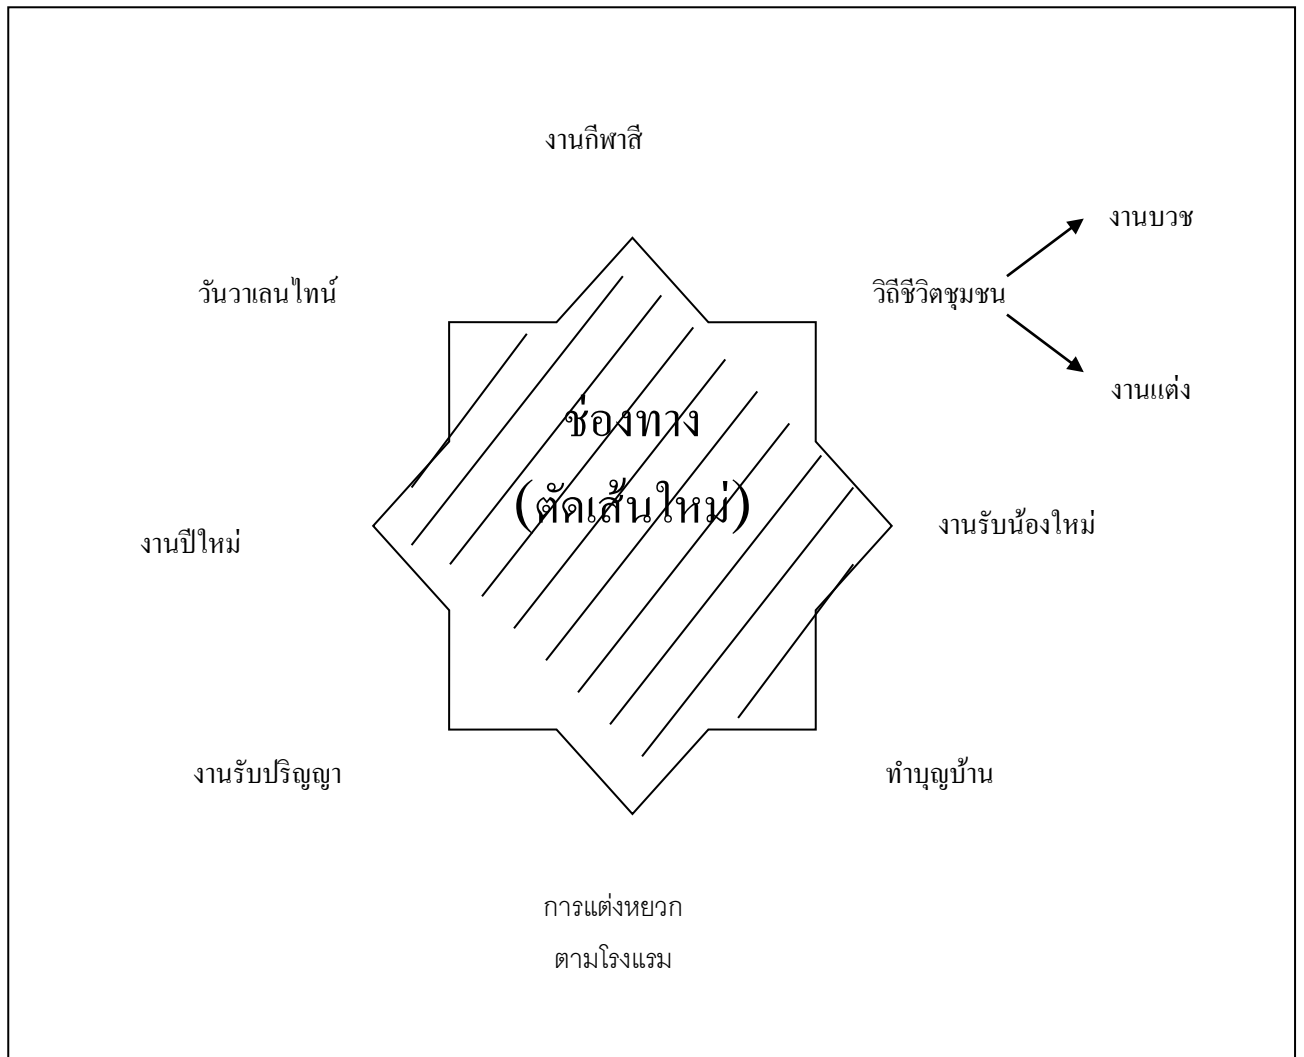 งานกีฬาสี
งานบวช
วันวาเลนไทน์
วิถีชีวิตชุมชน
งานแต่ง
ช่องทาง
(ตัดเส้นใหม่)
งานปีใหม่
งานรับน้องใหม่
งานรับปริญญา
ทำบุญบ้าน
การแต่งหยวก
ตามโรงแรม